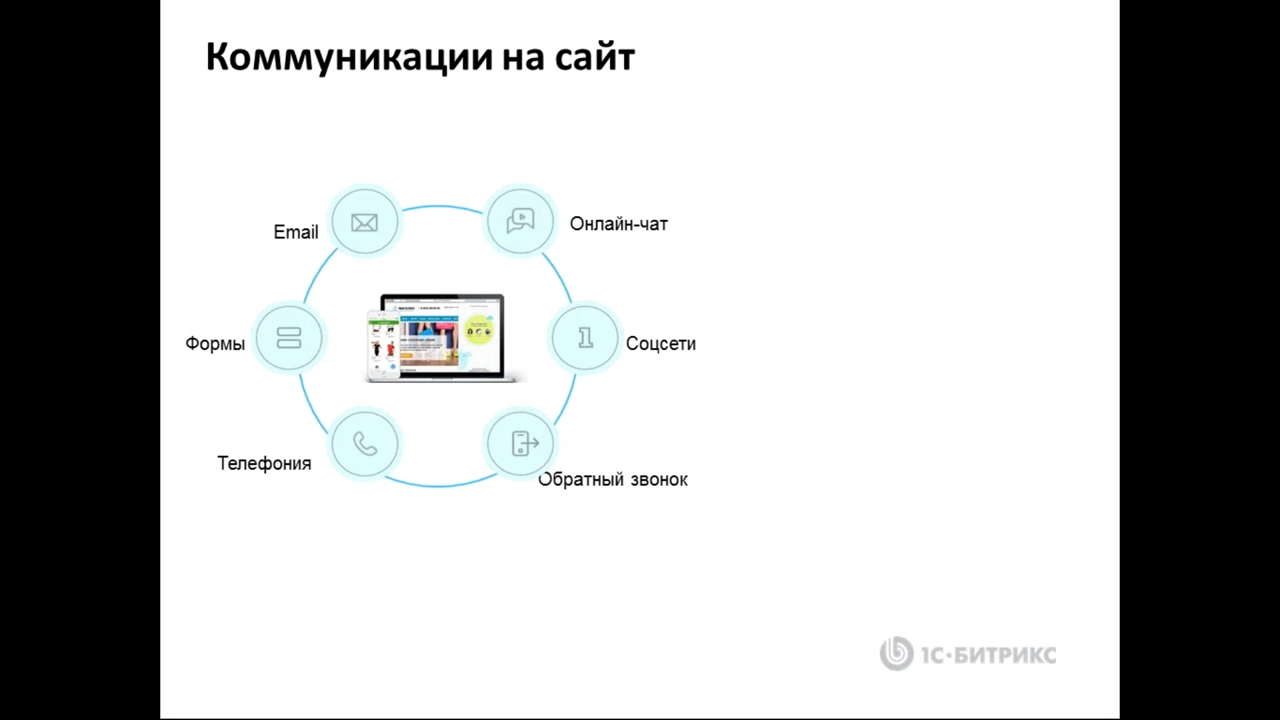 Коммуникации на сайт
Email
Онлайн-чат
Формы
Соцсети
Телефония
Обратный звонок
1С-БИТРИКС